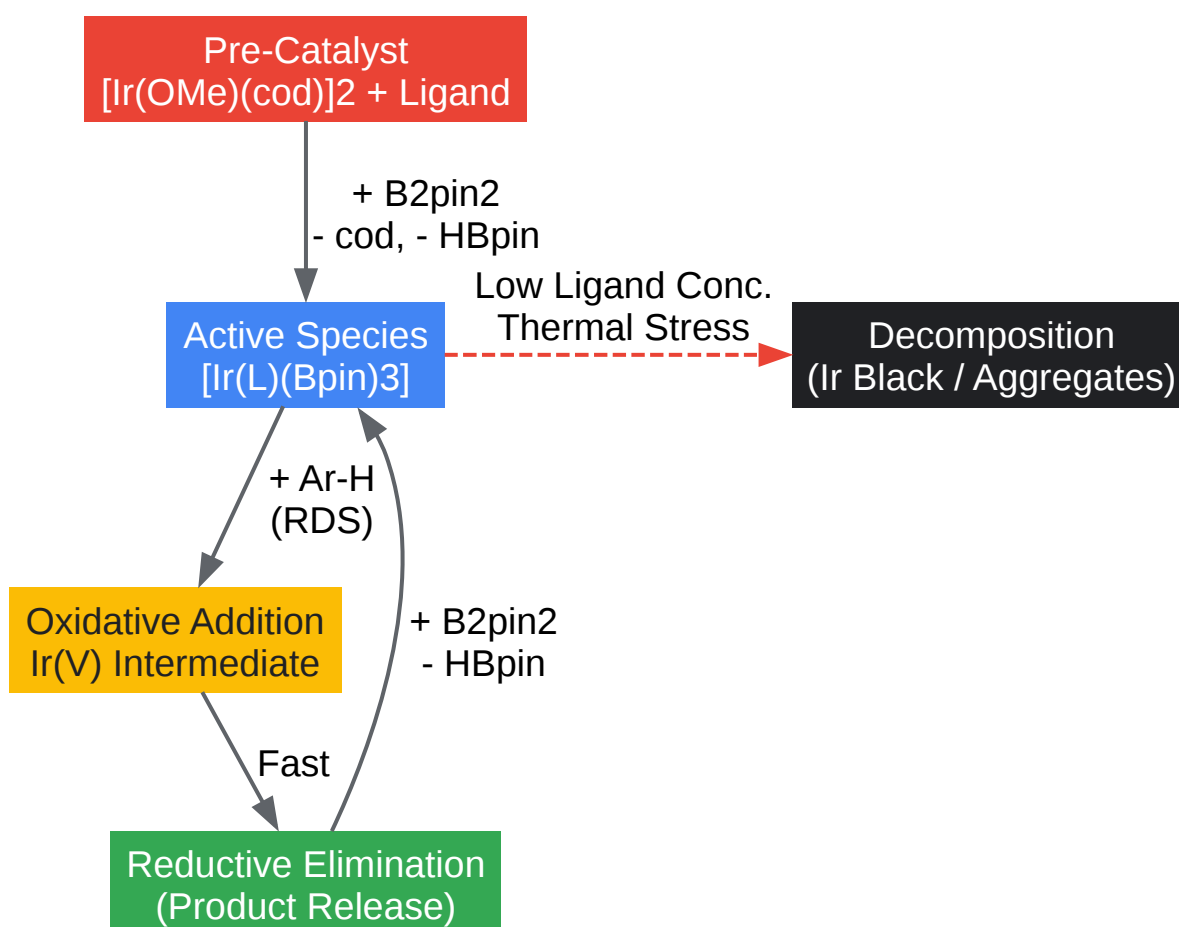 Pre-Catalyst
[Ir(OMe)(cod)]2 + Ligand
+ B2pin2
- cod, - HBpin
Low Ligand Conc.
Thermal Stress
Active Species
[Ir(L)(Bpin)3]
Decomposition
(Ir Black / Aggregates)
+ Ar-H
(RDS)
Oxidative Addition
Ir(V) Intermediate
+ B2pin2
- HBpin
Fast
Reductive Elimination
(Product Release)